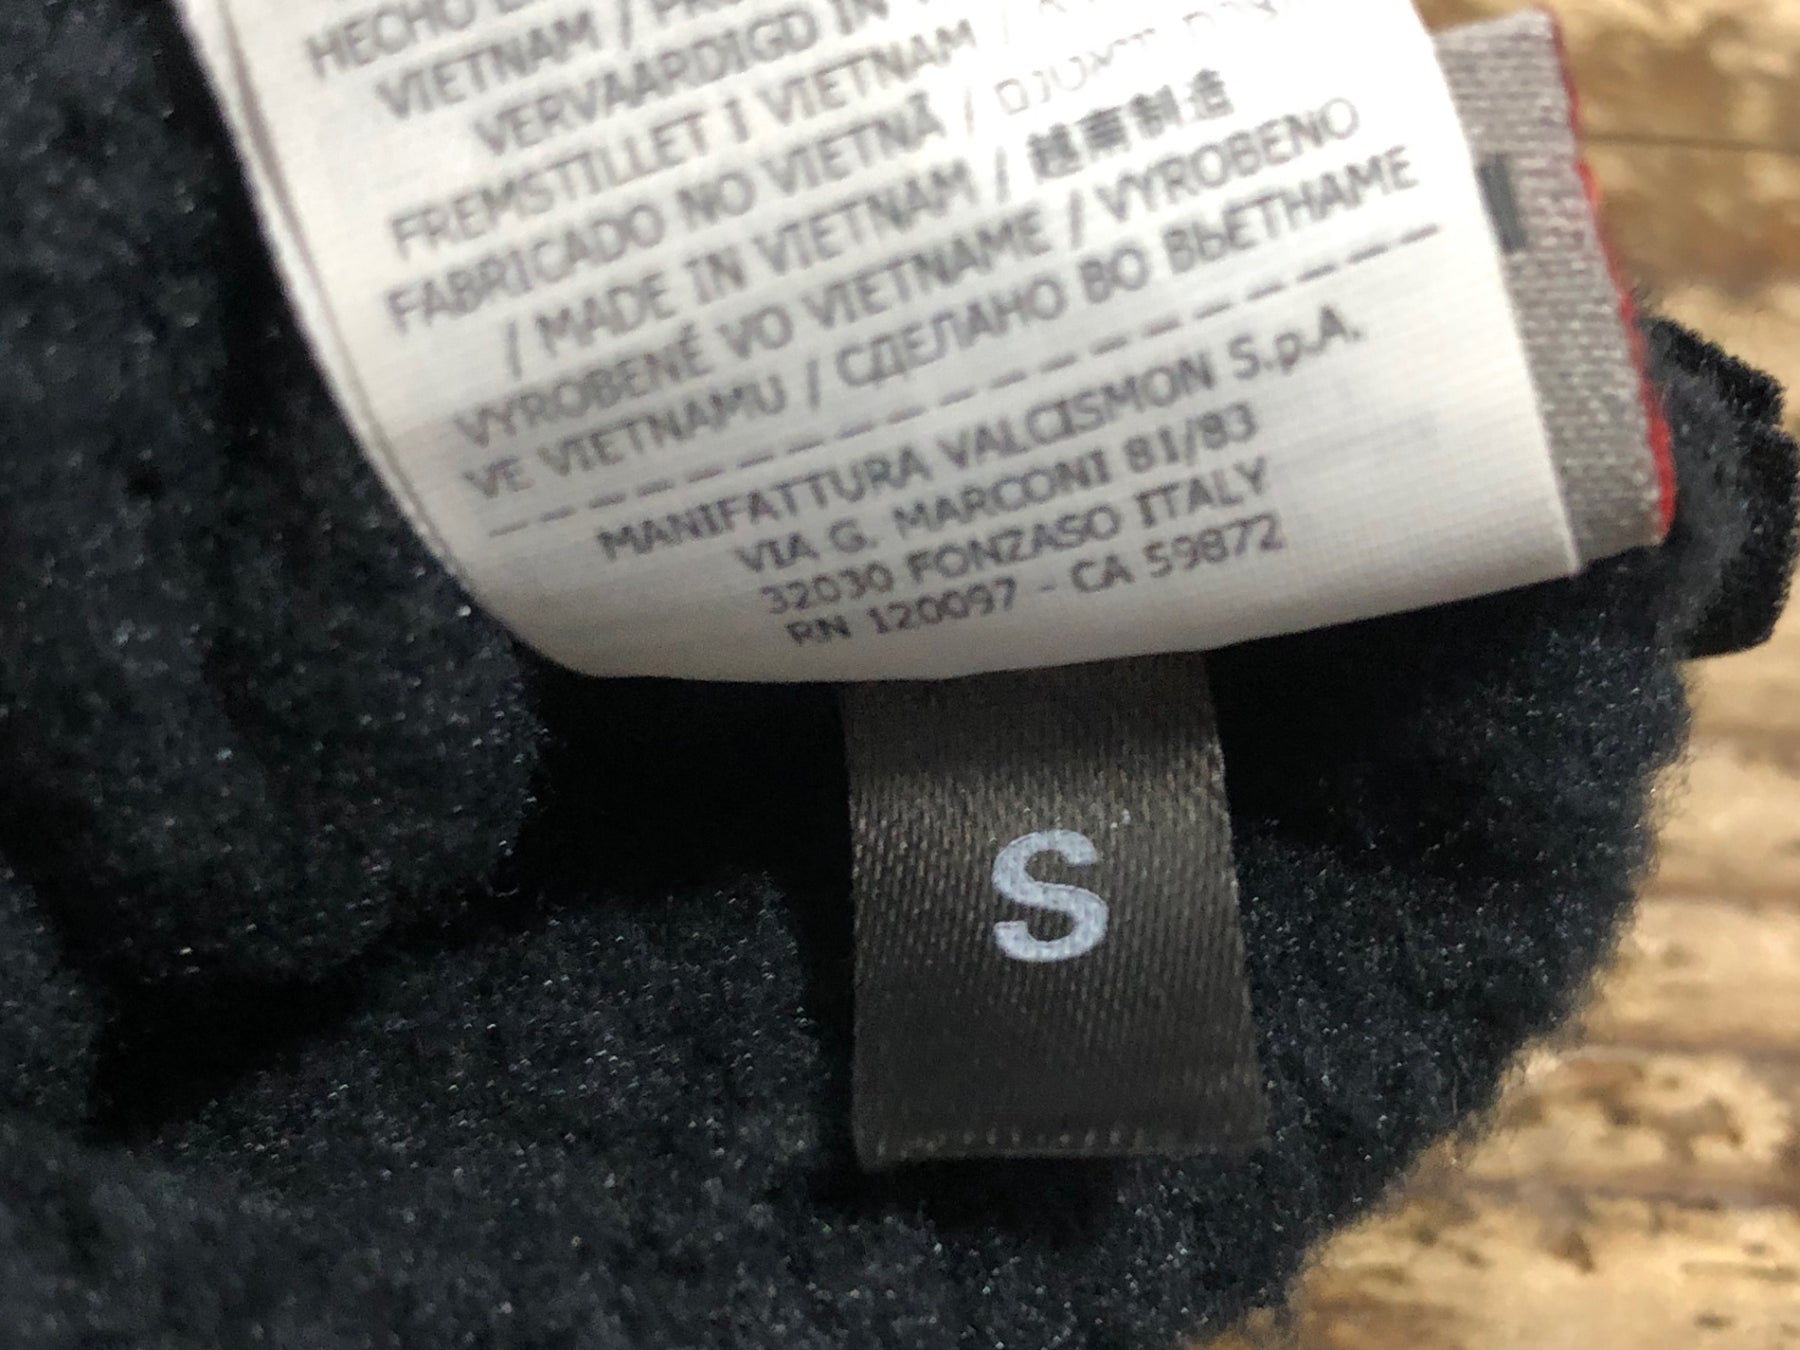 HECHO E
VIETNAM /
VERVAARDIGD IN
FREMSTILLET I VIETNAM /
FABRICADO NO VIETNÃ /
/ MADE IN VIETNAM / 越南制造
VYROBENÉ VO VIETNAME / VYROBENO
VE VIETNAMU / СДЕЛАНО ВО ВЬЕТНАМЕ
MANIFATTURA VALCISMON S.p.A.
VIA G. MARCONI 81/83
32030 FONZASO ITALY
RN 120097 - CA 59872
S